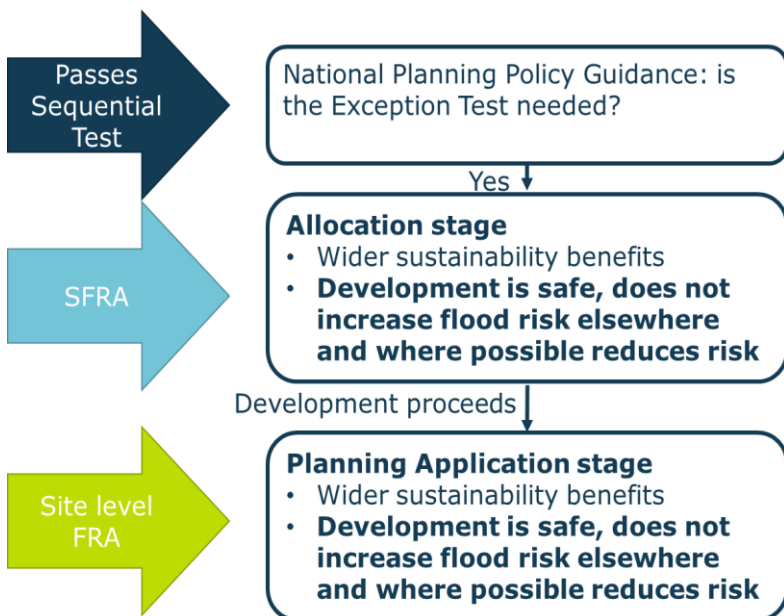 Passes
Sequential
Test
National Planning Policy Guidance: is
the Exception Test needed?
Yes
SFRA
Allocation stage
• Wider sustainability benefits
• Development is safe, does not
increase flood risk elsewhere
and where possible reduces risk
Development proceeds
Site level
FRA
Planning Application stage
• Wider sustainability benefits
• Development is safe, does not
increase flood risk elsewhere
and where possible reduces risk